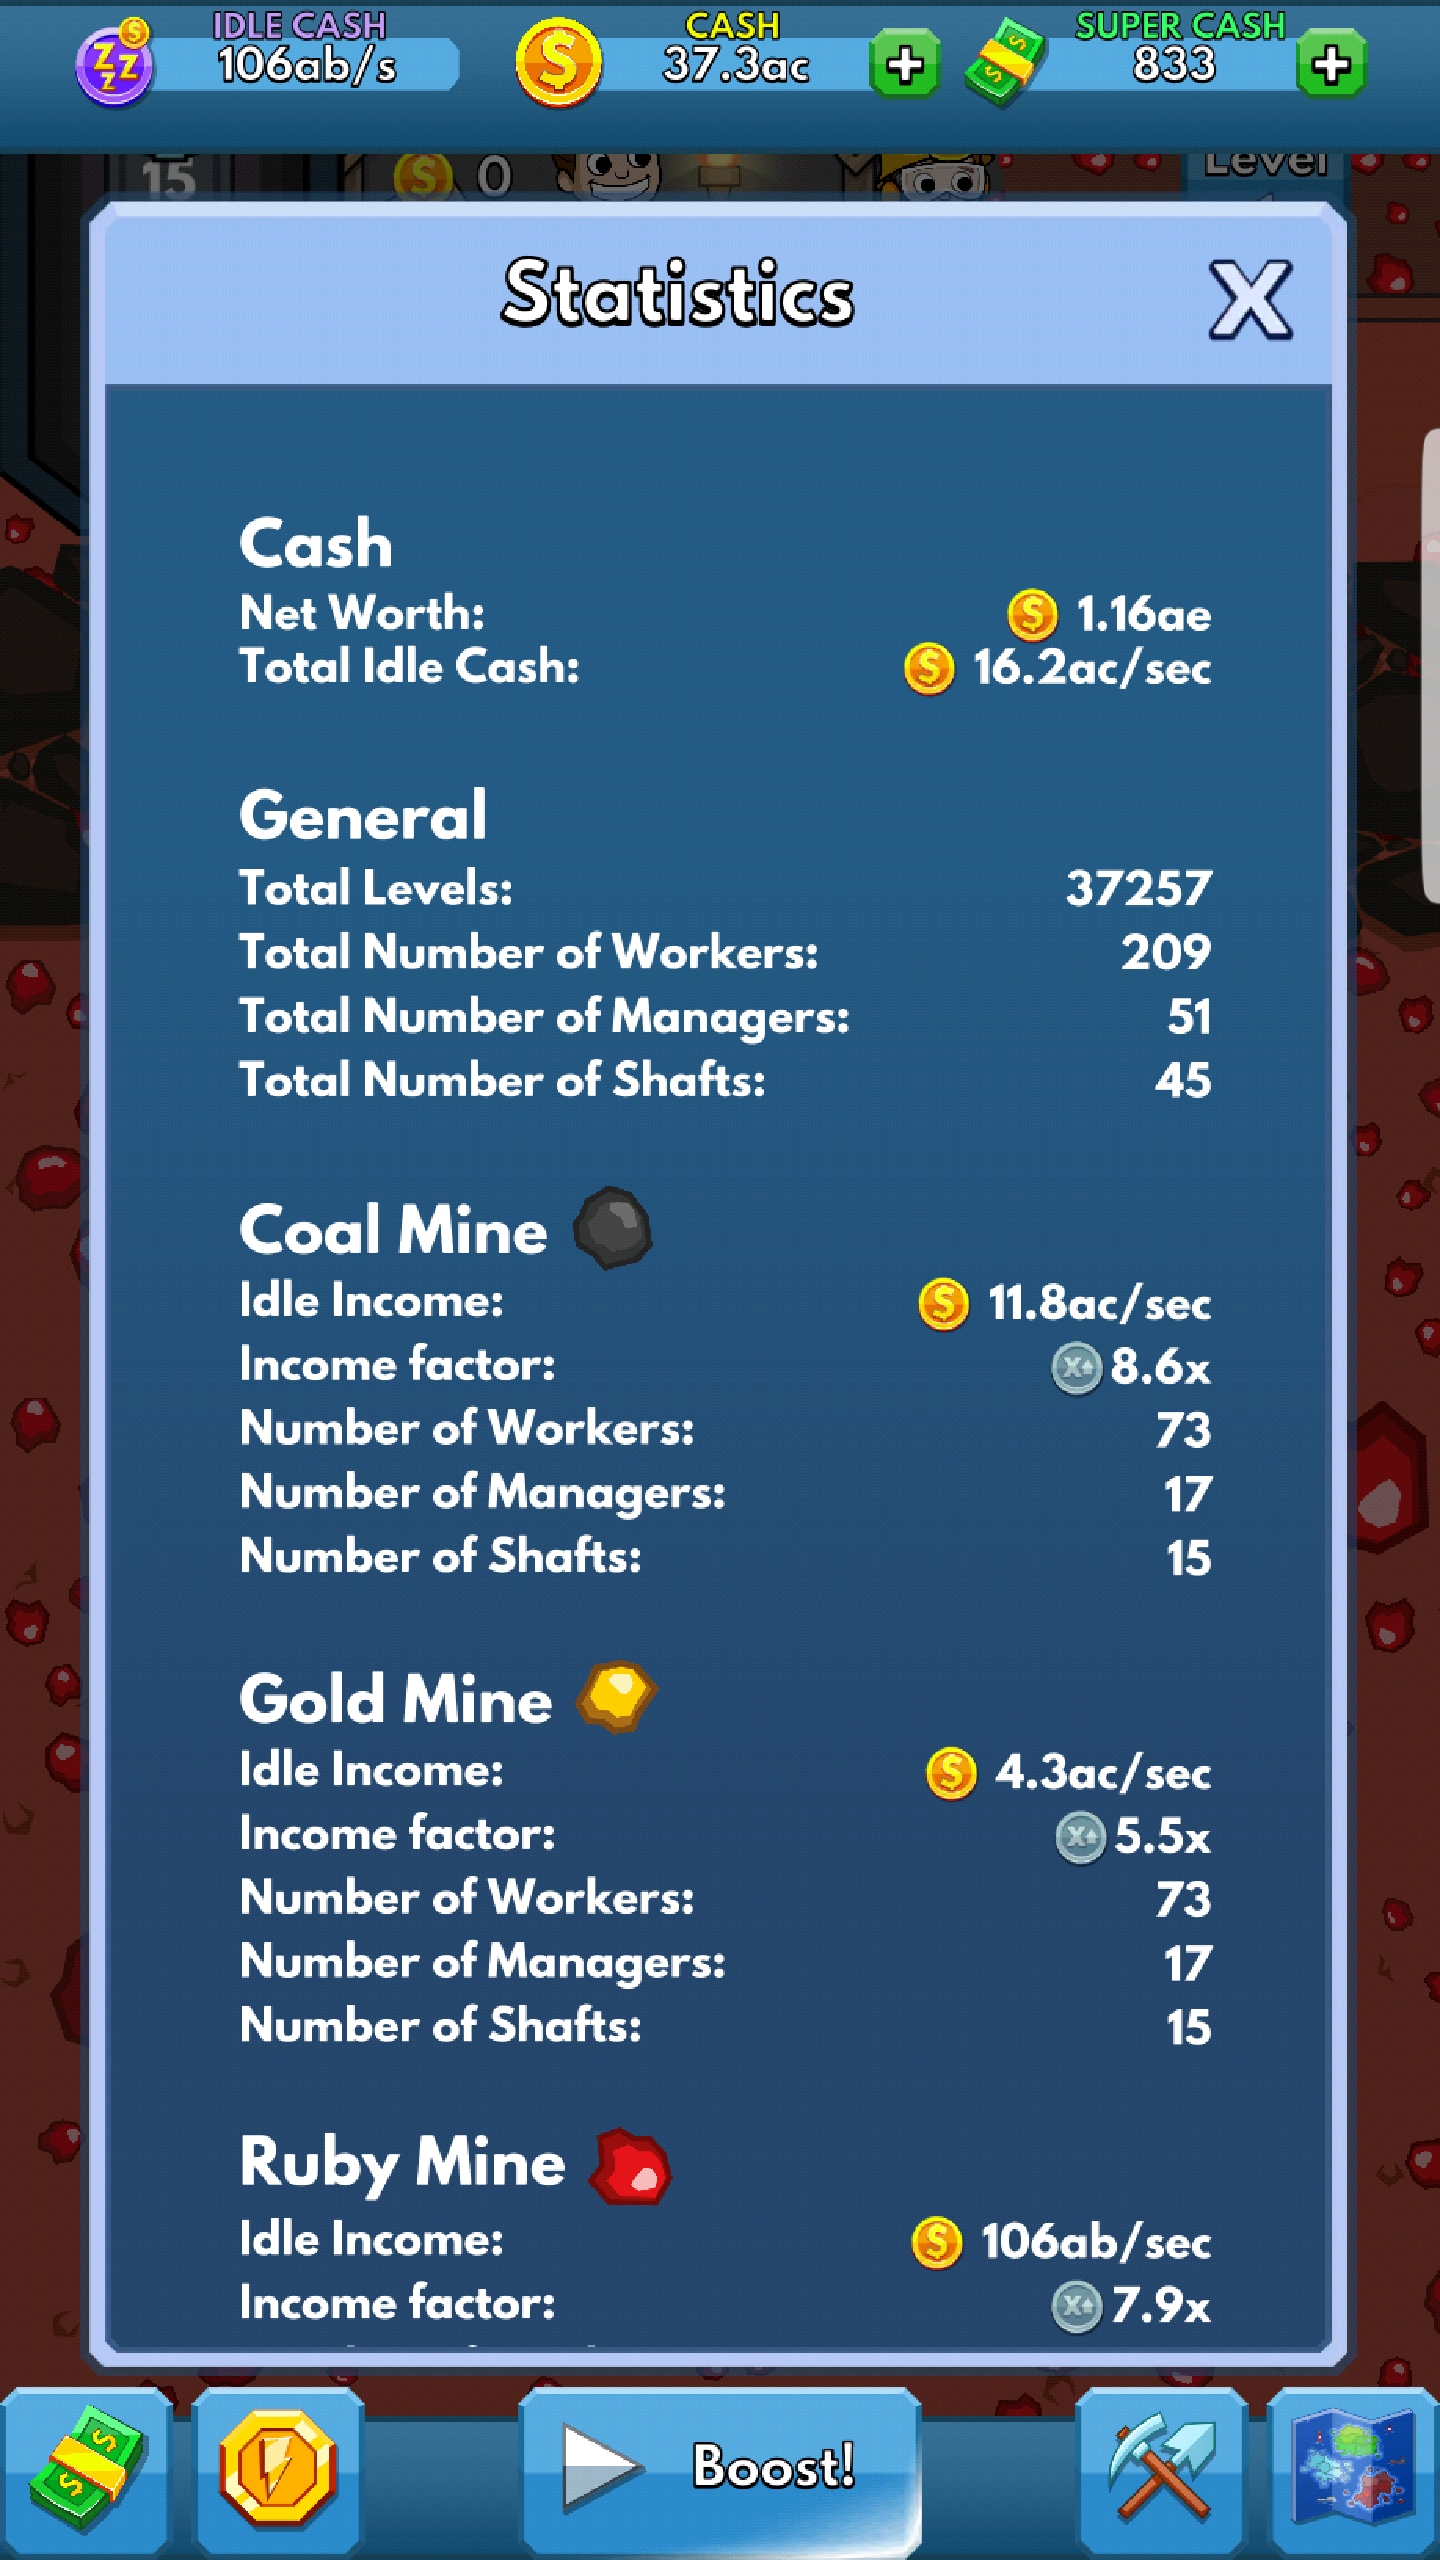 IDLE CASH
106ab/s
CASH
37.3ac
SUPER CASH
833
15
0
Level
Statistics
X
Cash
Net Worth: 1.16ae
Total Idle Cash: 16.2ac/sec
General
Total Levels: 37257
Total Number of Workers: 209
Total Number of Managers: 51
Total Number of Shafts: 45
Coal Mine
Idle Income: 11.8ac/sec
Income factor: 8.6x
Number of Workers: 73
Number of Managers: 17
Number of Shafts: 15
Gold Mine
Idle Income: 4.3ac/sec
Income factor: 5.5x
Number of Workers: 73
Number of Managers: 17
Number of Shafts: 15
Ruby Mine
Idle Income: 106ab/sec
Income factor: 7.9x
Boost!